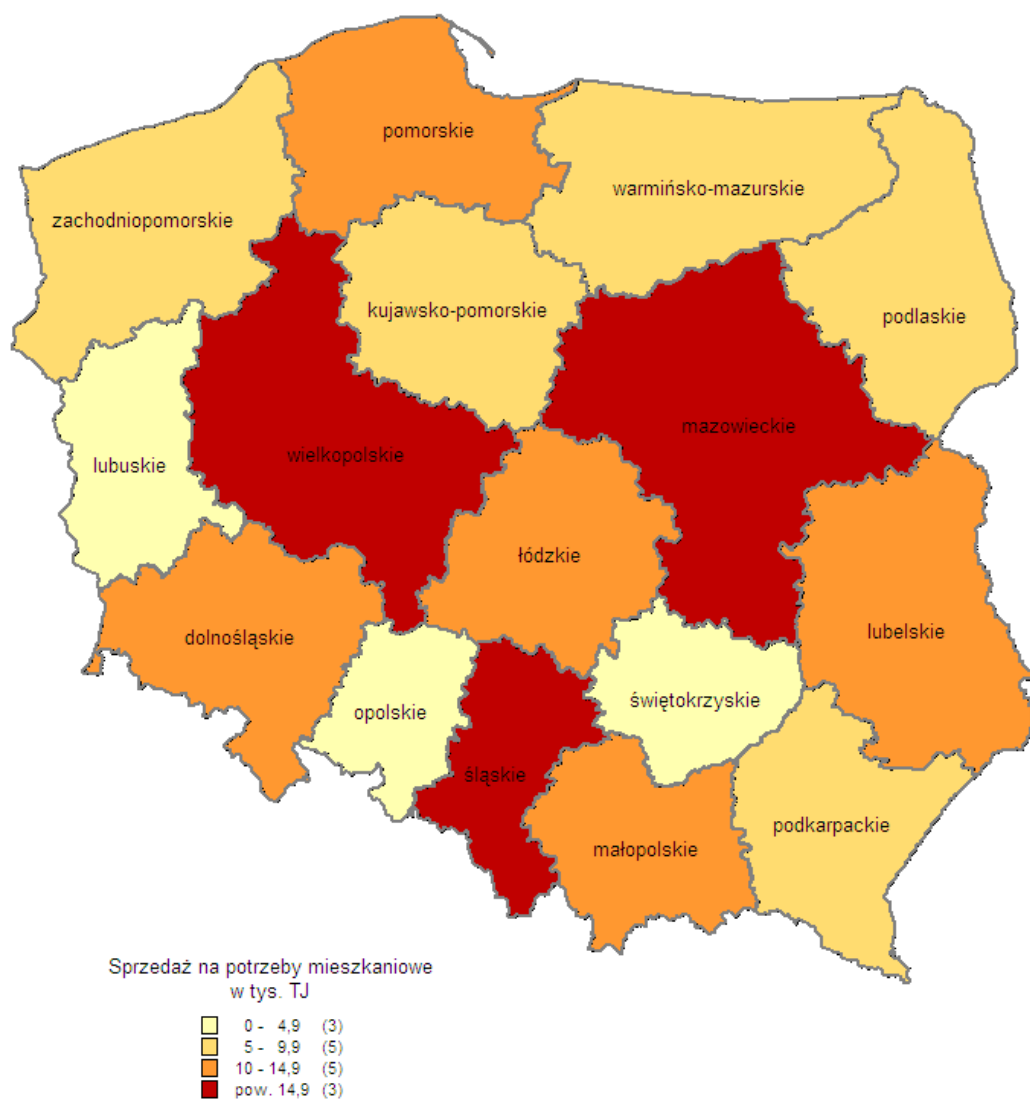 pomorskie
warmińsko-mazurskie
zachodniopomorskie
kujawsko-pomorskie
podlaskie
mazowieckie
wielkopolskie
lubuskie
łódzkie
dolnośląskie
lubelskie
świętokrzyskie
opolskie
śląskie
podkarpackie
małopolskie
Sprzedaż na potrzeby mieszkaniowe
w tys. TJ
0 - 4,9 (3)
5 - 9,9 (5)
10 - 14,9 (5)
pow. 14,9 (3)